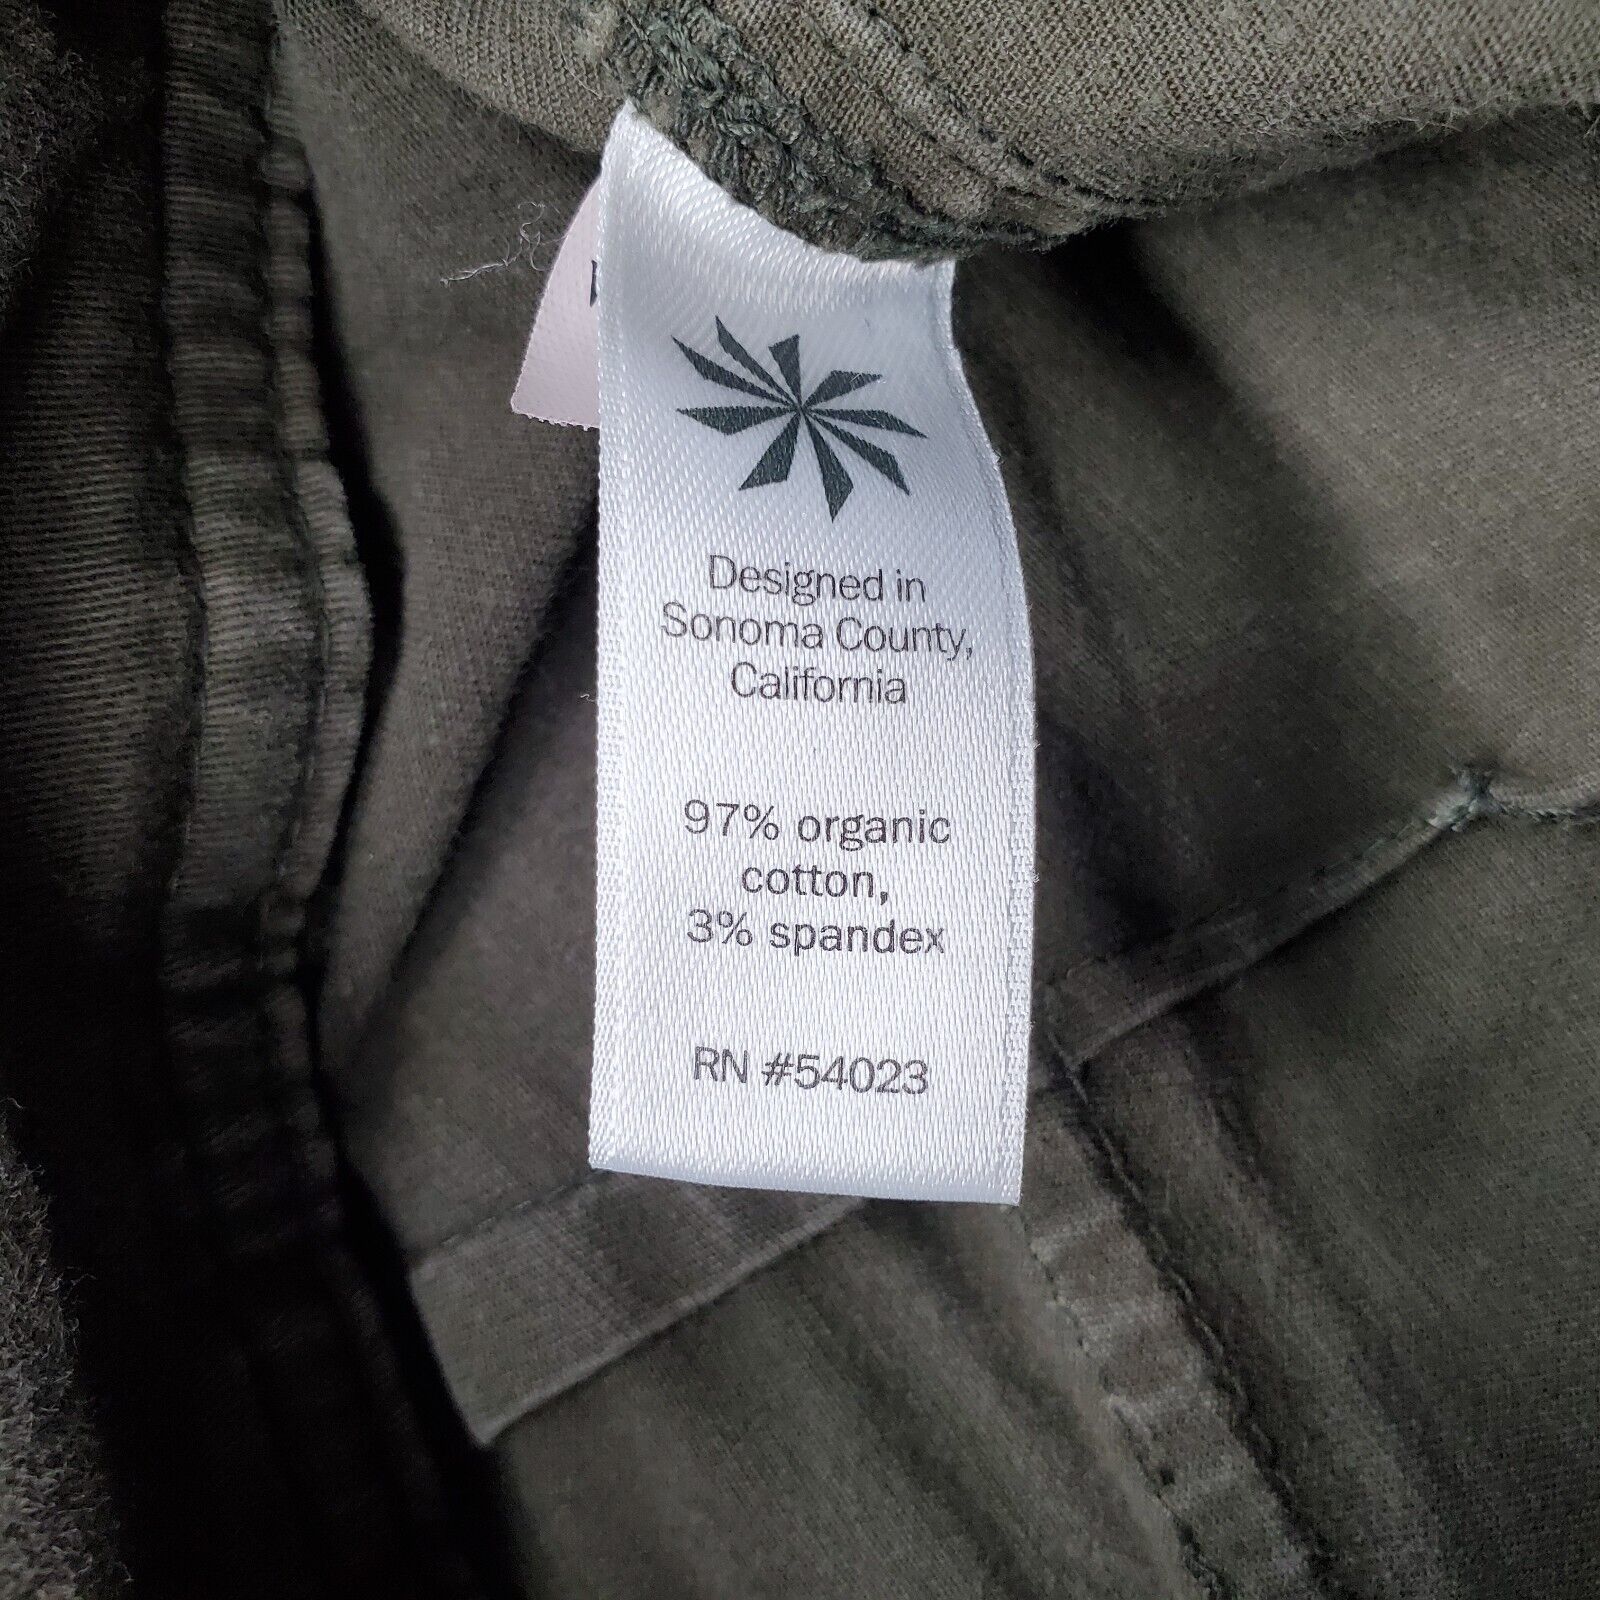 Designed in
Sonoma County,
California
97% organic
cotton,
3% spandex
RN #54023